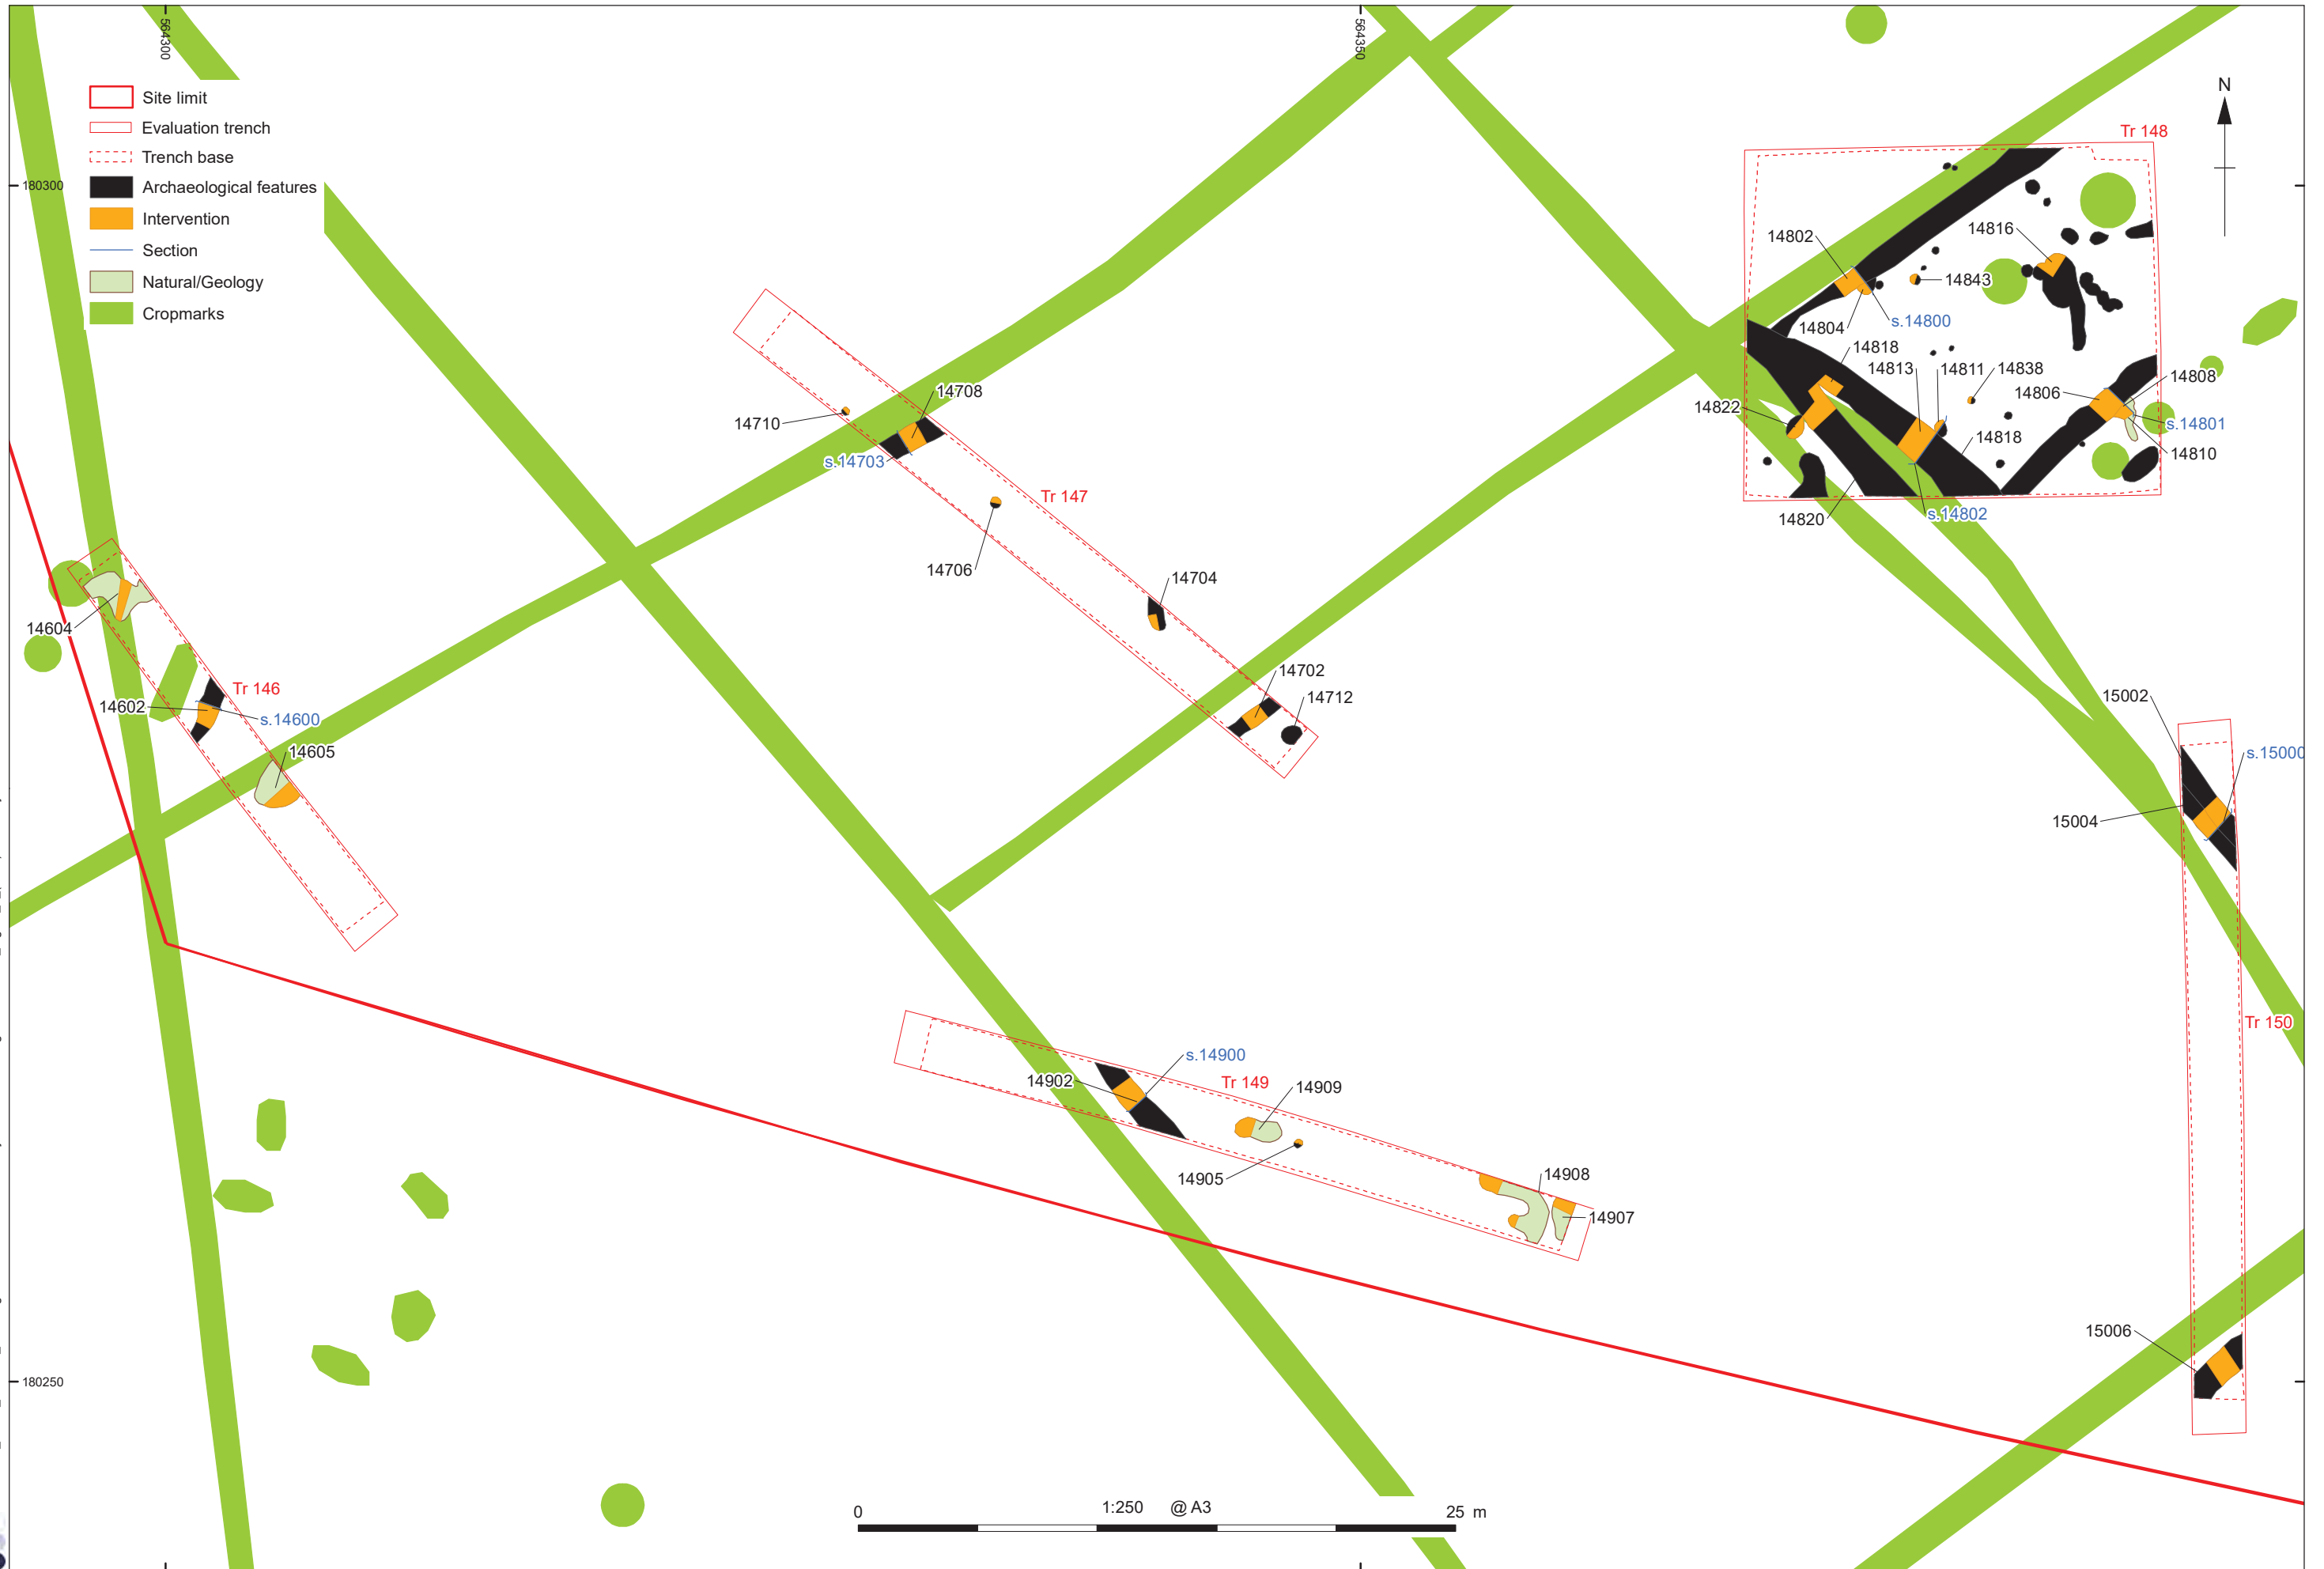 564300
564350
N
Site limit
Evaluation trench
Trench base
Archaeological features
Intervention
Section
Natural/Geology
Cropmarks
180300
Tr 148
14802
14816
14843
14804
s.14800
14818
14813
14811
14838
14806
14808
14822
s.14801
14818
14810
14820
s.14802
14708
14710
s.14703
Tr 147
14706
14704
14702
14712
14604
Tr 146
14602
s.14600
14605
15002
s.15000
15004
Tr 150
s.14900
14902
Tr 149
14909
14905
14908
14907
15006
180250
1:250 @ A3
0 25 m